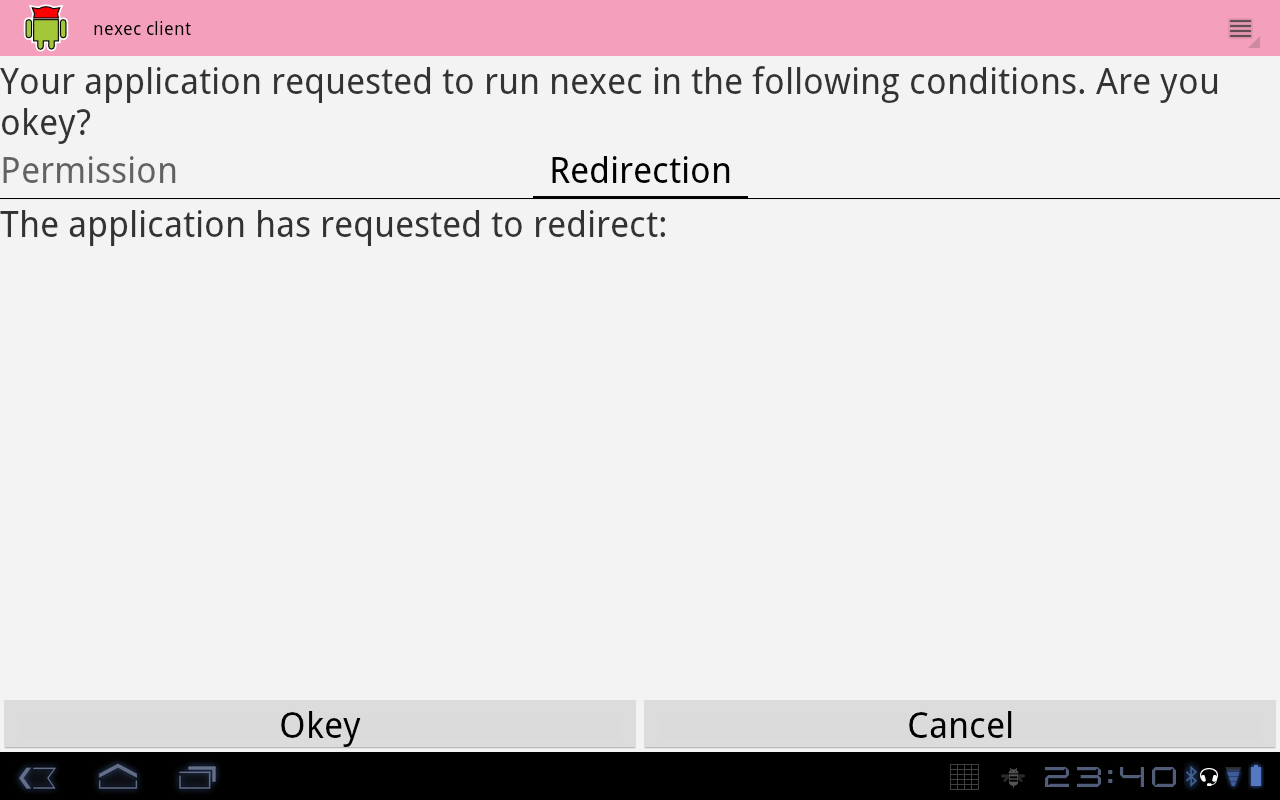 nexec client
Your application requested to run nexec in the following conditions. Are you
okey?
Permission Redirection
The application has requested to redirect:
Okey Cancel
23:40